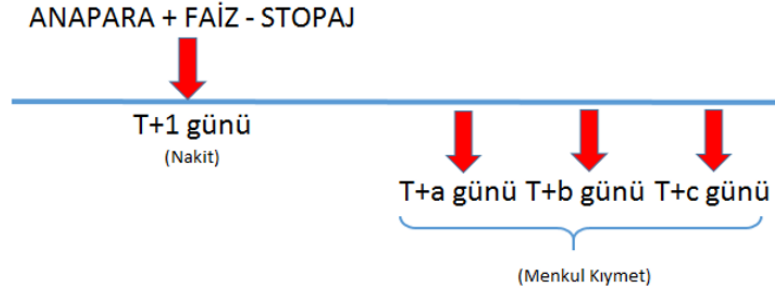 ANAPARA + FAİZ - STOPAJ
T+1 günü
(Nakit)
T+a günü T+b günü T+c günü
(Menkul Kıymet)